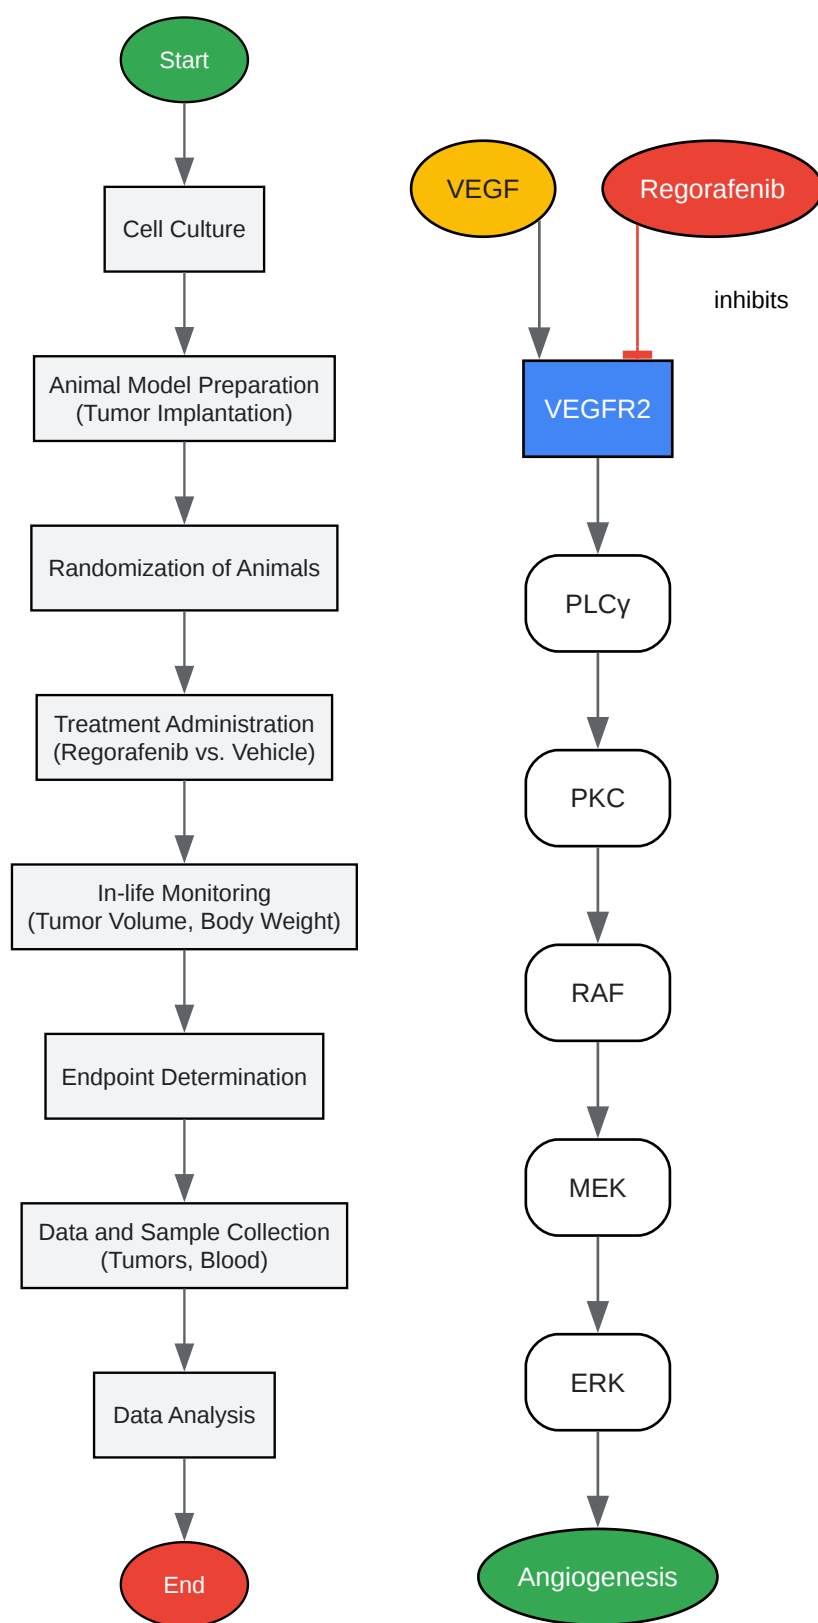 Start
Cell Culture
Animal Model Preparation
(Tumor Implantation)
Randomization of Animals
Treatment Administration
(Regorafenib vs. Vehicle)
In-life Monitoring
(Tumor Volume, Body Weight)
Endpoint Determination
Data and Sample Collection
(Tumors, Blood)
Data Analysis
End
VEGF
Regorafenib
inhibits
VEGFR2
PLCγ
PKC
RAF
MEK
ERK
Angiogenesis